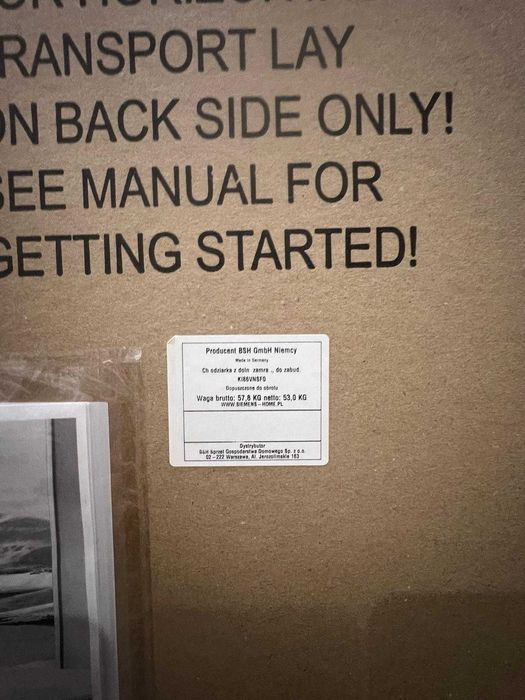 RANSPORT LAY
ON BACK SIDE ONLY!
SEE MANUAL FOR
GETTING STARTED!
Producent BSH GmbH Niemcy
Made in Germany
Ch odziarka z doln zamra .. do zabud.
KI86VNSF0
Dopuszczone do obrotu
Waga brutto: 57,8 KG netto: 53,0 KG
WWW.SIEMENS-HOME.PL
Dystrybutor
BSH Sprzęt Gospodarstwa Domowego Sp. z o.o.
02-222 Warszawa, Al. Jerozolimskie 183